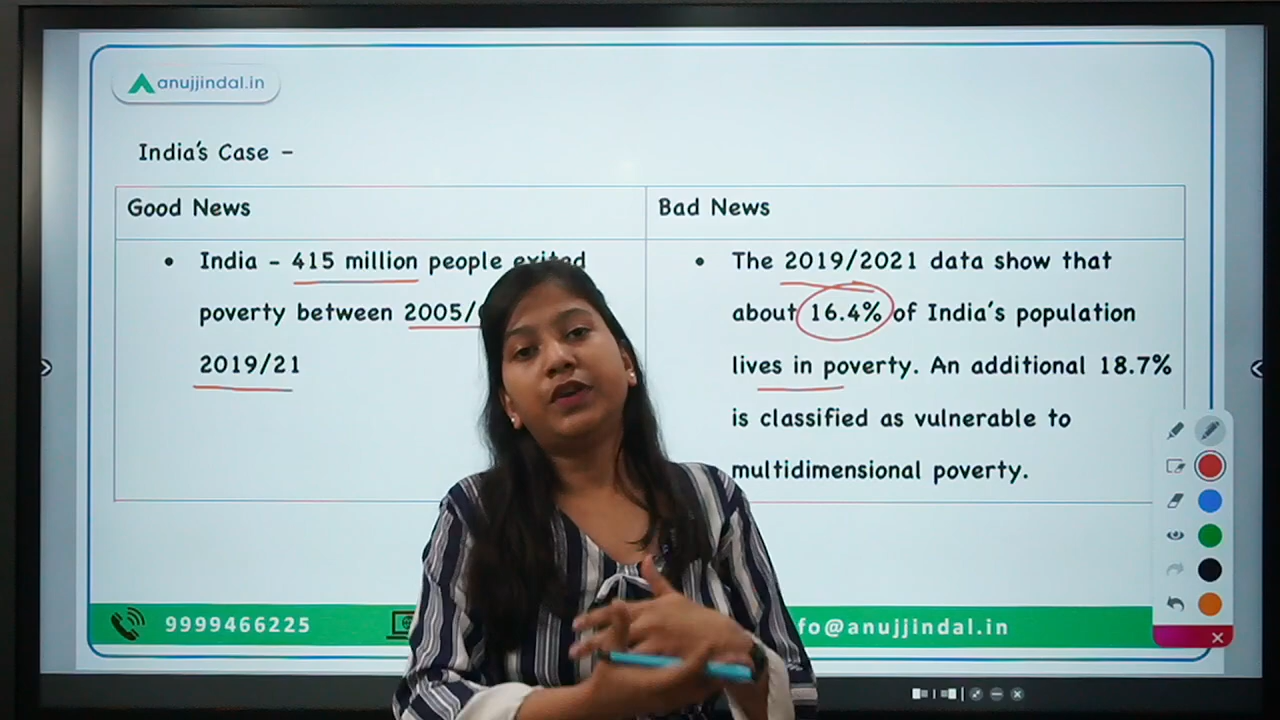 anujjindal.in
India's Case –
Good News
Bad News
India – 415 million people exited
poverty between 2005/
2019/21
The 2019/2021 data show that
about 16.4% of India's population
lives in poverty. An additional 18.7%
is classified as vulnerable to
multidimensional poverty.
9999466225
fo@anujjindal.in